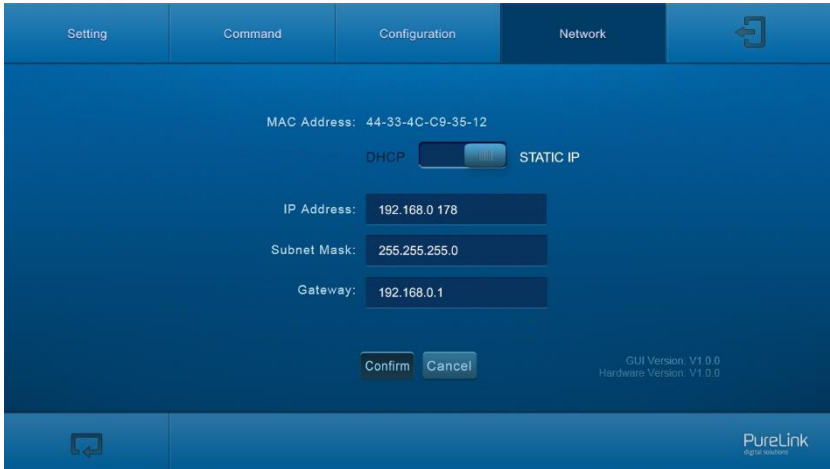 Setting Command Configuration Network
MAC Address: 44-33-4C-C9-35-12
DHCP STATIC IP
IP Address: 192.168.0 178
Subnet Mask: 255.255.255.0
Gateway: 192.168.0.1
Confirm Cancel
GUI Version: V1.0.0
Hardware Version: V1.0.0
PureLink
digital solutions